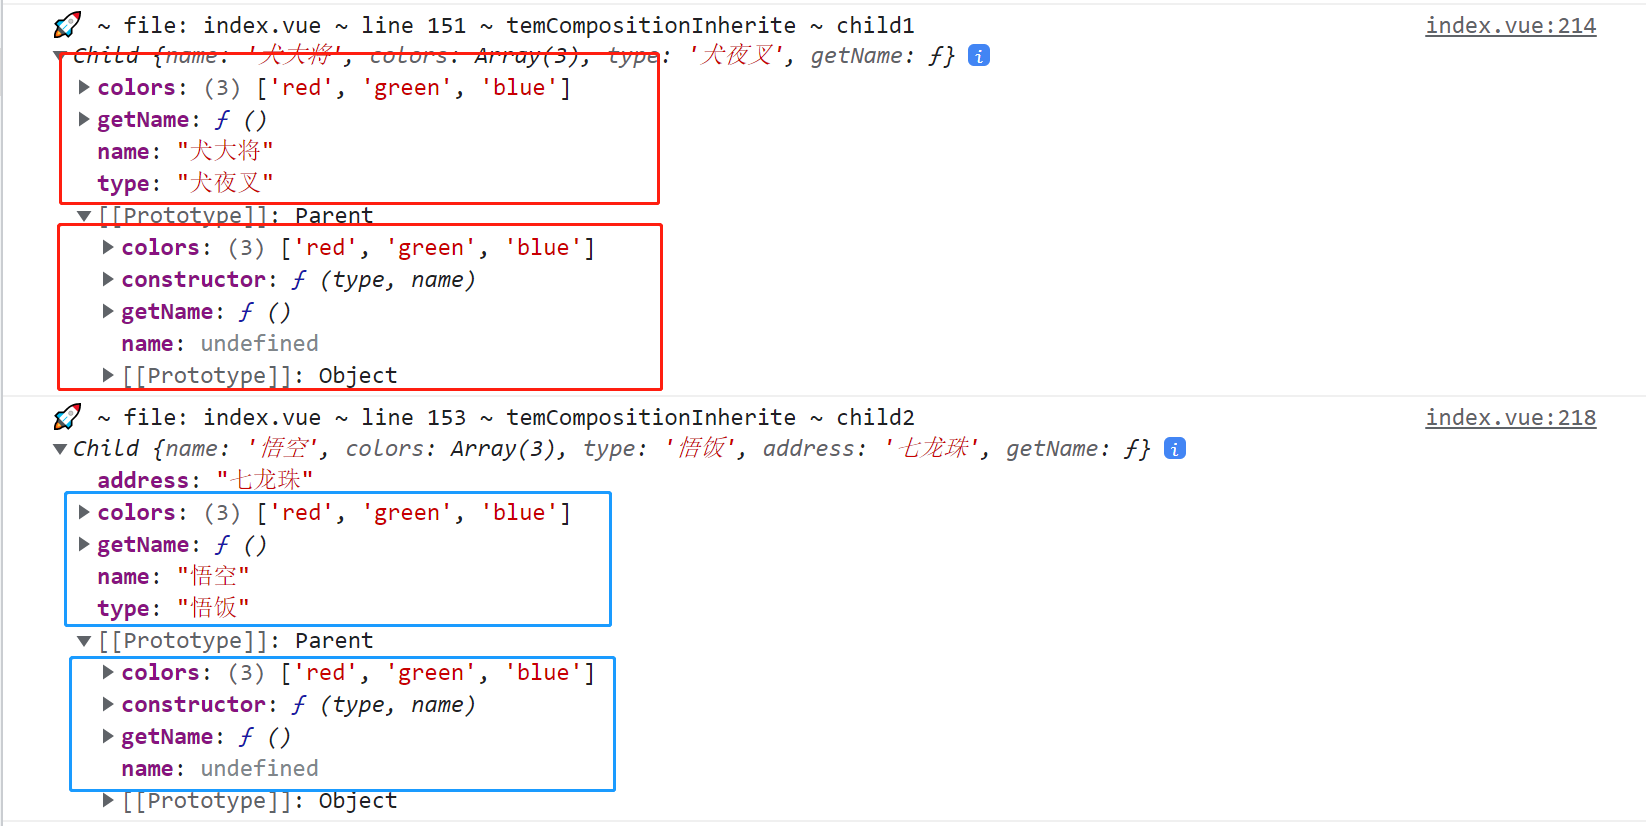 🚀 ~ file: index.vue ~ line 151 ~ temCompositionInherite ~ child1 index.vue:214
▼Child {name: '犬大将', colors: Array(3), type: '犬夜叉', getName: ƒ} i
▶colors: (3) ['red', 'green', 'blue']
▶getName: ƒ ()
name: "犬大将"
type: "犬夜叉"
▼[[Prototype]]: Parent
▶colors: (3) ['red', 'green', 'blue']
▶constructor: ƒ (type, name)
▶getName: ƒ ()
name: undefined
▶[[Prototype]]: Object
🚀 ~ file: index.vue ~ line 153 ~ temCompositionInherite ~ child2 index.vue:218
▼Child {name: '悟空', colors: Array(3), type: '悟饭', address: '七龙珠', getName: ƒ} i
address: "七龙珠"
▶colors: (3) ['red', 'green', 'blue']
▶getName: ƒ ()
name: "悟空"
type: "悟饭"
▼[[Prototype]]: Parent
▶colors: (3) ['red', 'green', 'blue']
▶constructor: ƒ (type, name)
▶getName: ƒ ()
name: undefined
▶[[Prototype]]: Object